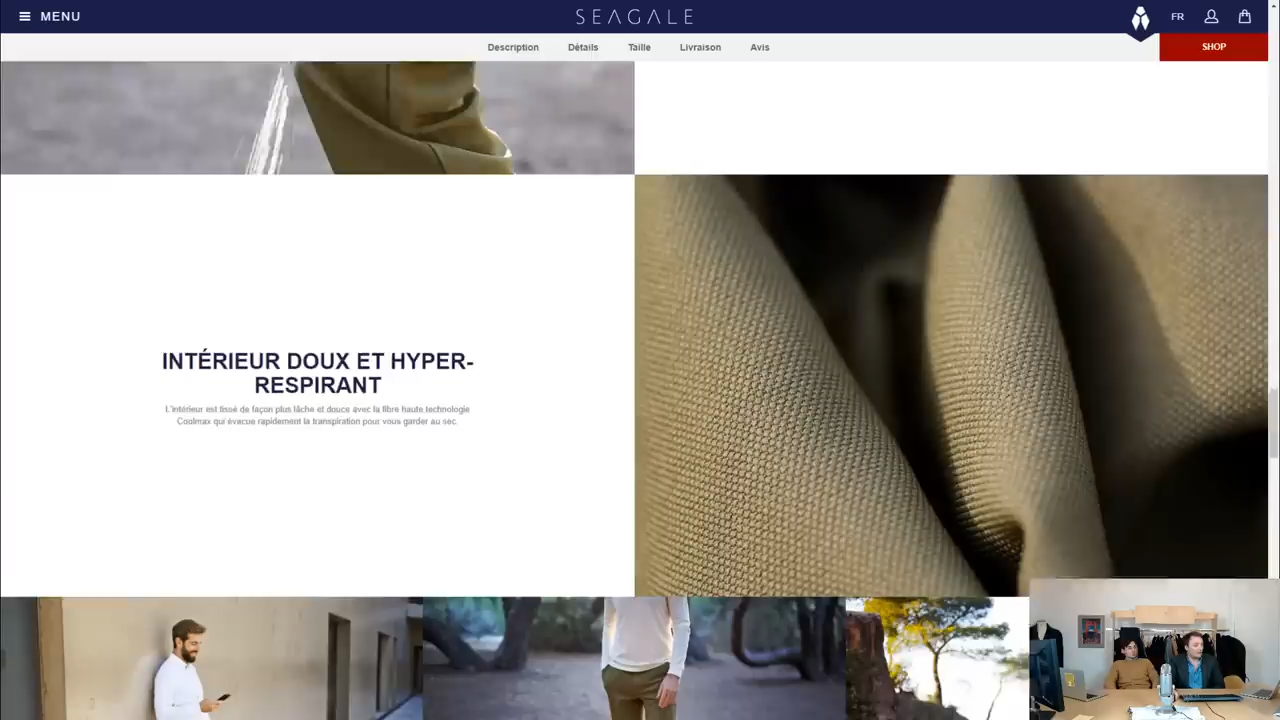 MENU
SEAGALE
FR
Description
Détails
Taille
Livraison
Avis
SHOP
INTÉRIEUR DOUX ET HYPER-
RESPIRANT
L'intérieur est tissé de façon plus lâche et douce avec la fibre haute technologie
Coolmax qui évacue rapidement la transpiration pour vous garder au sec.